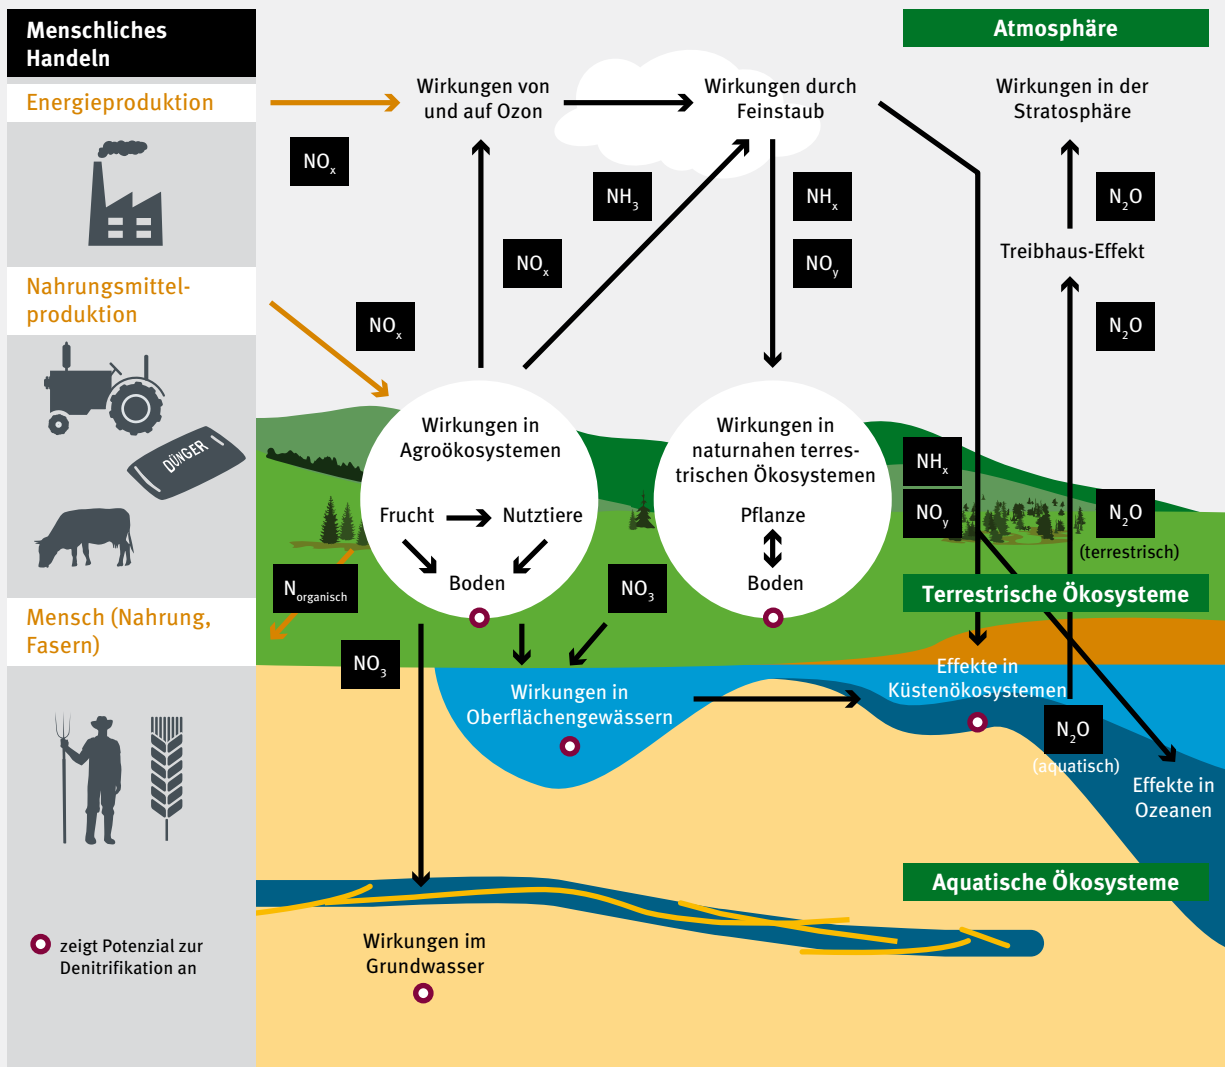 Menschliches
Handeln
Energieproduktion
Nahrungsmittel-
produktion
DÜNGER
Mensch (Nahrung,
Fasern)
zeigt Potenzial zur
Denitrifikation an
Atmosphäre
Wirkungen von
und auf Ozon
Wirkungen durch
Feinstaub
Wirkungen in der
Stratosphäre
NOₓ
NH₃
NHₓ
N₂O
NOₓ
NOᵧ
Treibhaus-Effekt
NOₓ
N₂O
Wirkungen in
Agroökosystemen
Frucht
Nutztiere
Boden
Wirkungen in
naturnahen terres-
trischen Ökosystemen
Pflanze
Boden
NHₓ
NOᵧ
N₂O
(terrestrisch)
N organisch
NO₃
Terrestrische Ökosysteme
NO₃
Wirkungen in
Oberflächengewässern
Effekte in
Küstenökosystemen
N₂O
(aquatisch)
Effekte in
Ozeanen
Aquatische Ökosysteme
Wirkungen im
Grundwasser